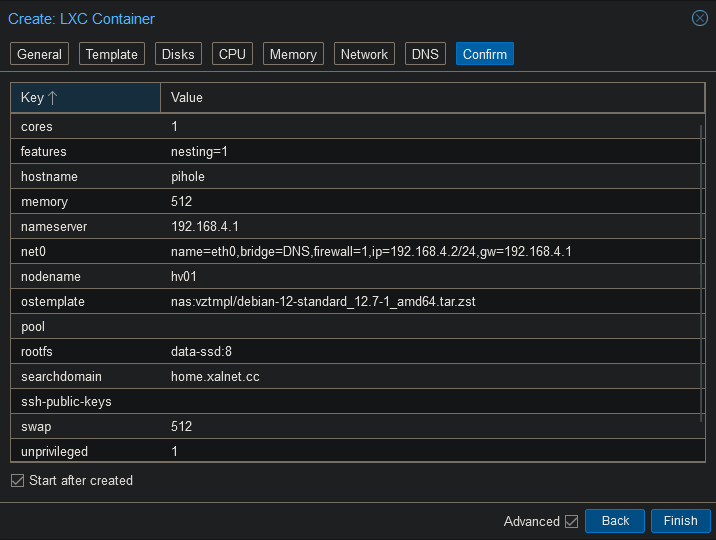 Create: LXC Container
General Template Disks CPU Memory Network DNS Confirm
Key Value
cores 1
features nesting=1
hostname pihole
memory 512
nameserver 192.168.4.1
net0 name=eth0,bridge=DNS,firewall=1,ip=192.168.4.2/24,gw=192.168.4.1
nodename hv01
ostemplate nas:vztmpl/debian-12-standard_12.7-1_amd64.tar.zst
pool
rootfs data-ssd:8
searchdomain home.xalnet.cc
ssh-public-keys
swap 512
unprivileged 1
Start after created
Advanced Back Finish